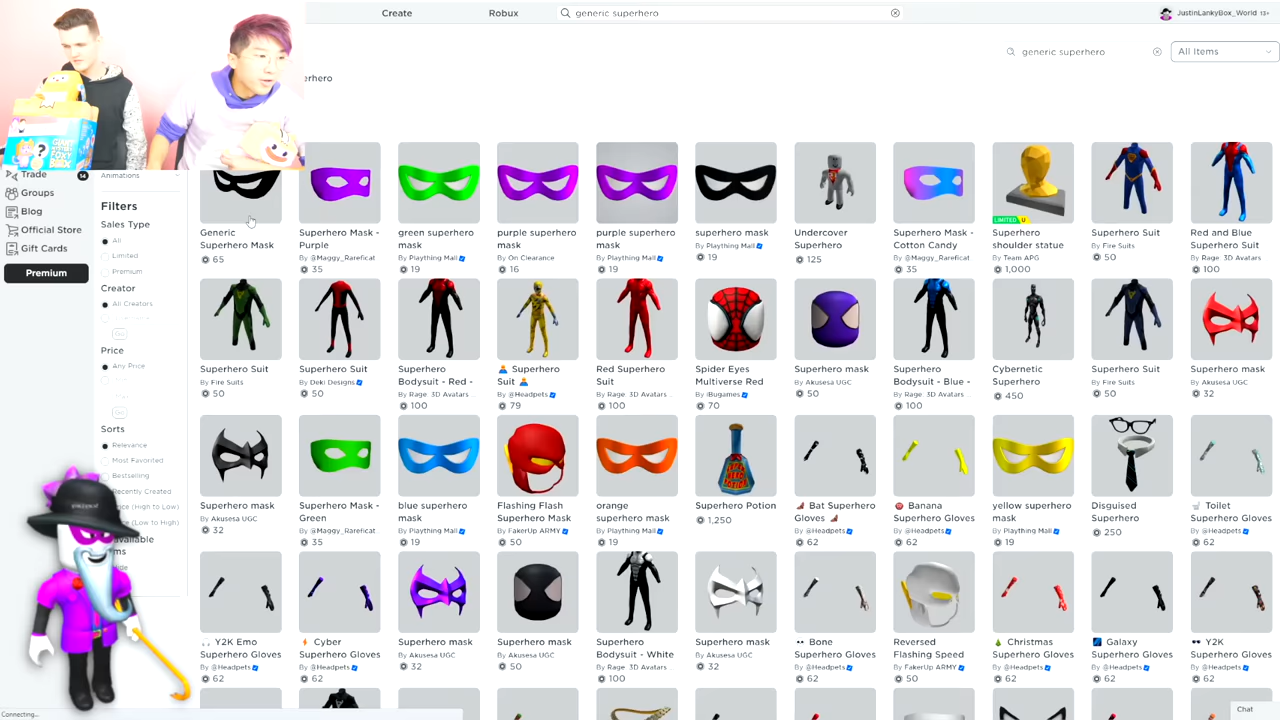 Create
Robux
generic superhero
JustinLankyBox_World 13+
generic superhero
All Items
erhero
Trade
14
Groups
Blog
Official Store
Gift Cards
Premium
Animations
Filters
Sales Type
All
Limited
Premium
Creator
All Creators
Go
Price
Any Price
Go
Sorts
Relevance
Most Favorited
Bestselling
Recently Created
(High to Low)
(Low to High)
Generic
Superhero Mask
65
Superhero Mask -
Purple
By @Maggy_Rareficat
35
green superhero
mask
By Plaything Mall
19
purple superhero
mask
By On Clearance
16
purple superhero
mask
By Plaything Mall
19
superhero mask
By Plaything Mall
19
Undercover
Superhero
125
Superhero Mask -
Cotton Candy
By @Maggy_Rareficat
35
LIMITED U
Superhero
shoulder statue
By Team APG
1,000
Superhero Suit
By Fire Suits
50
Red and Blue
Superhero Suit
By Rage 3D Avatars
100
Superhero Suit
By Fire Suits
50
Superhero Suit
By Deki Designs
50
Superhero
Bodysuit - Red -
By Rage 3D Avatars ..
100
Superhero
Suit
By @Headpets
79
Red Superhero
Suit
By Rage 3D Avatars ..
100
Spider Eyes
Multiverse Red
By iBugames
70
Superhero mask
By Akusesa UGC
50
Superhero
Bodysuit - Blue -
By Rage 3D Avatars ..
100
Cybernetic
Superhero
450
Superhero Suit
By Fire Suits
50
Superhero mask
By Akusesa UGC
32
Superhero mask
By Akusesa UGC
32
Superhero Mask -
Green
By @Maggy_Rareficat..
35
blue superhero
mask
By Plaything Mall
19
Flashing Flash
Superhero Mask
By FakerUp ARMY
50
orange
superhero mask
By Plaything Mall
19
Superhero Potion
1,250
Bat Superhero
Gloves
By @Headpets
62
Banana
Superhero Gloves
By @Headpets
62
yellow superhero
mask
By Plaything Mall
19
Disguised
Superhero
250
Toilet
Superhero Gloves
By @Headpets
62
Y2K Emo
Superhero Gloves
By @Headpets
62
Cyber
Superhero Gloves
By @Headpets
62
Superhero mask
By Akusesa UGC
32
Superhero mask
By Akusesa UGC
50
Superhero
Bodysuit - White
By Rage 3D Avatars
100
Superhero mask
By Akusesa UGC
32
Bone
Superhero Gloves
By @Headpets
62
Reversed
Flashing Speed
By FakerUp ARMY
50
Christmas
Superhero Gloves
By @Headpets
62
Galaxy
Superhero Gloves
By @Headpets
62
Y2K
Superhero Gloves
By @Headpets
62
Connecting...
Chat